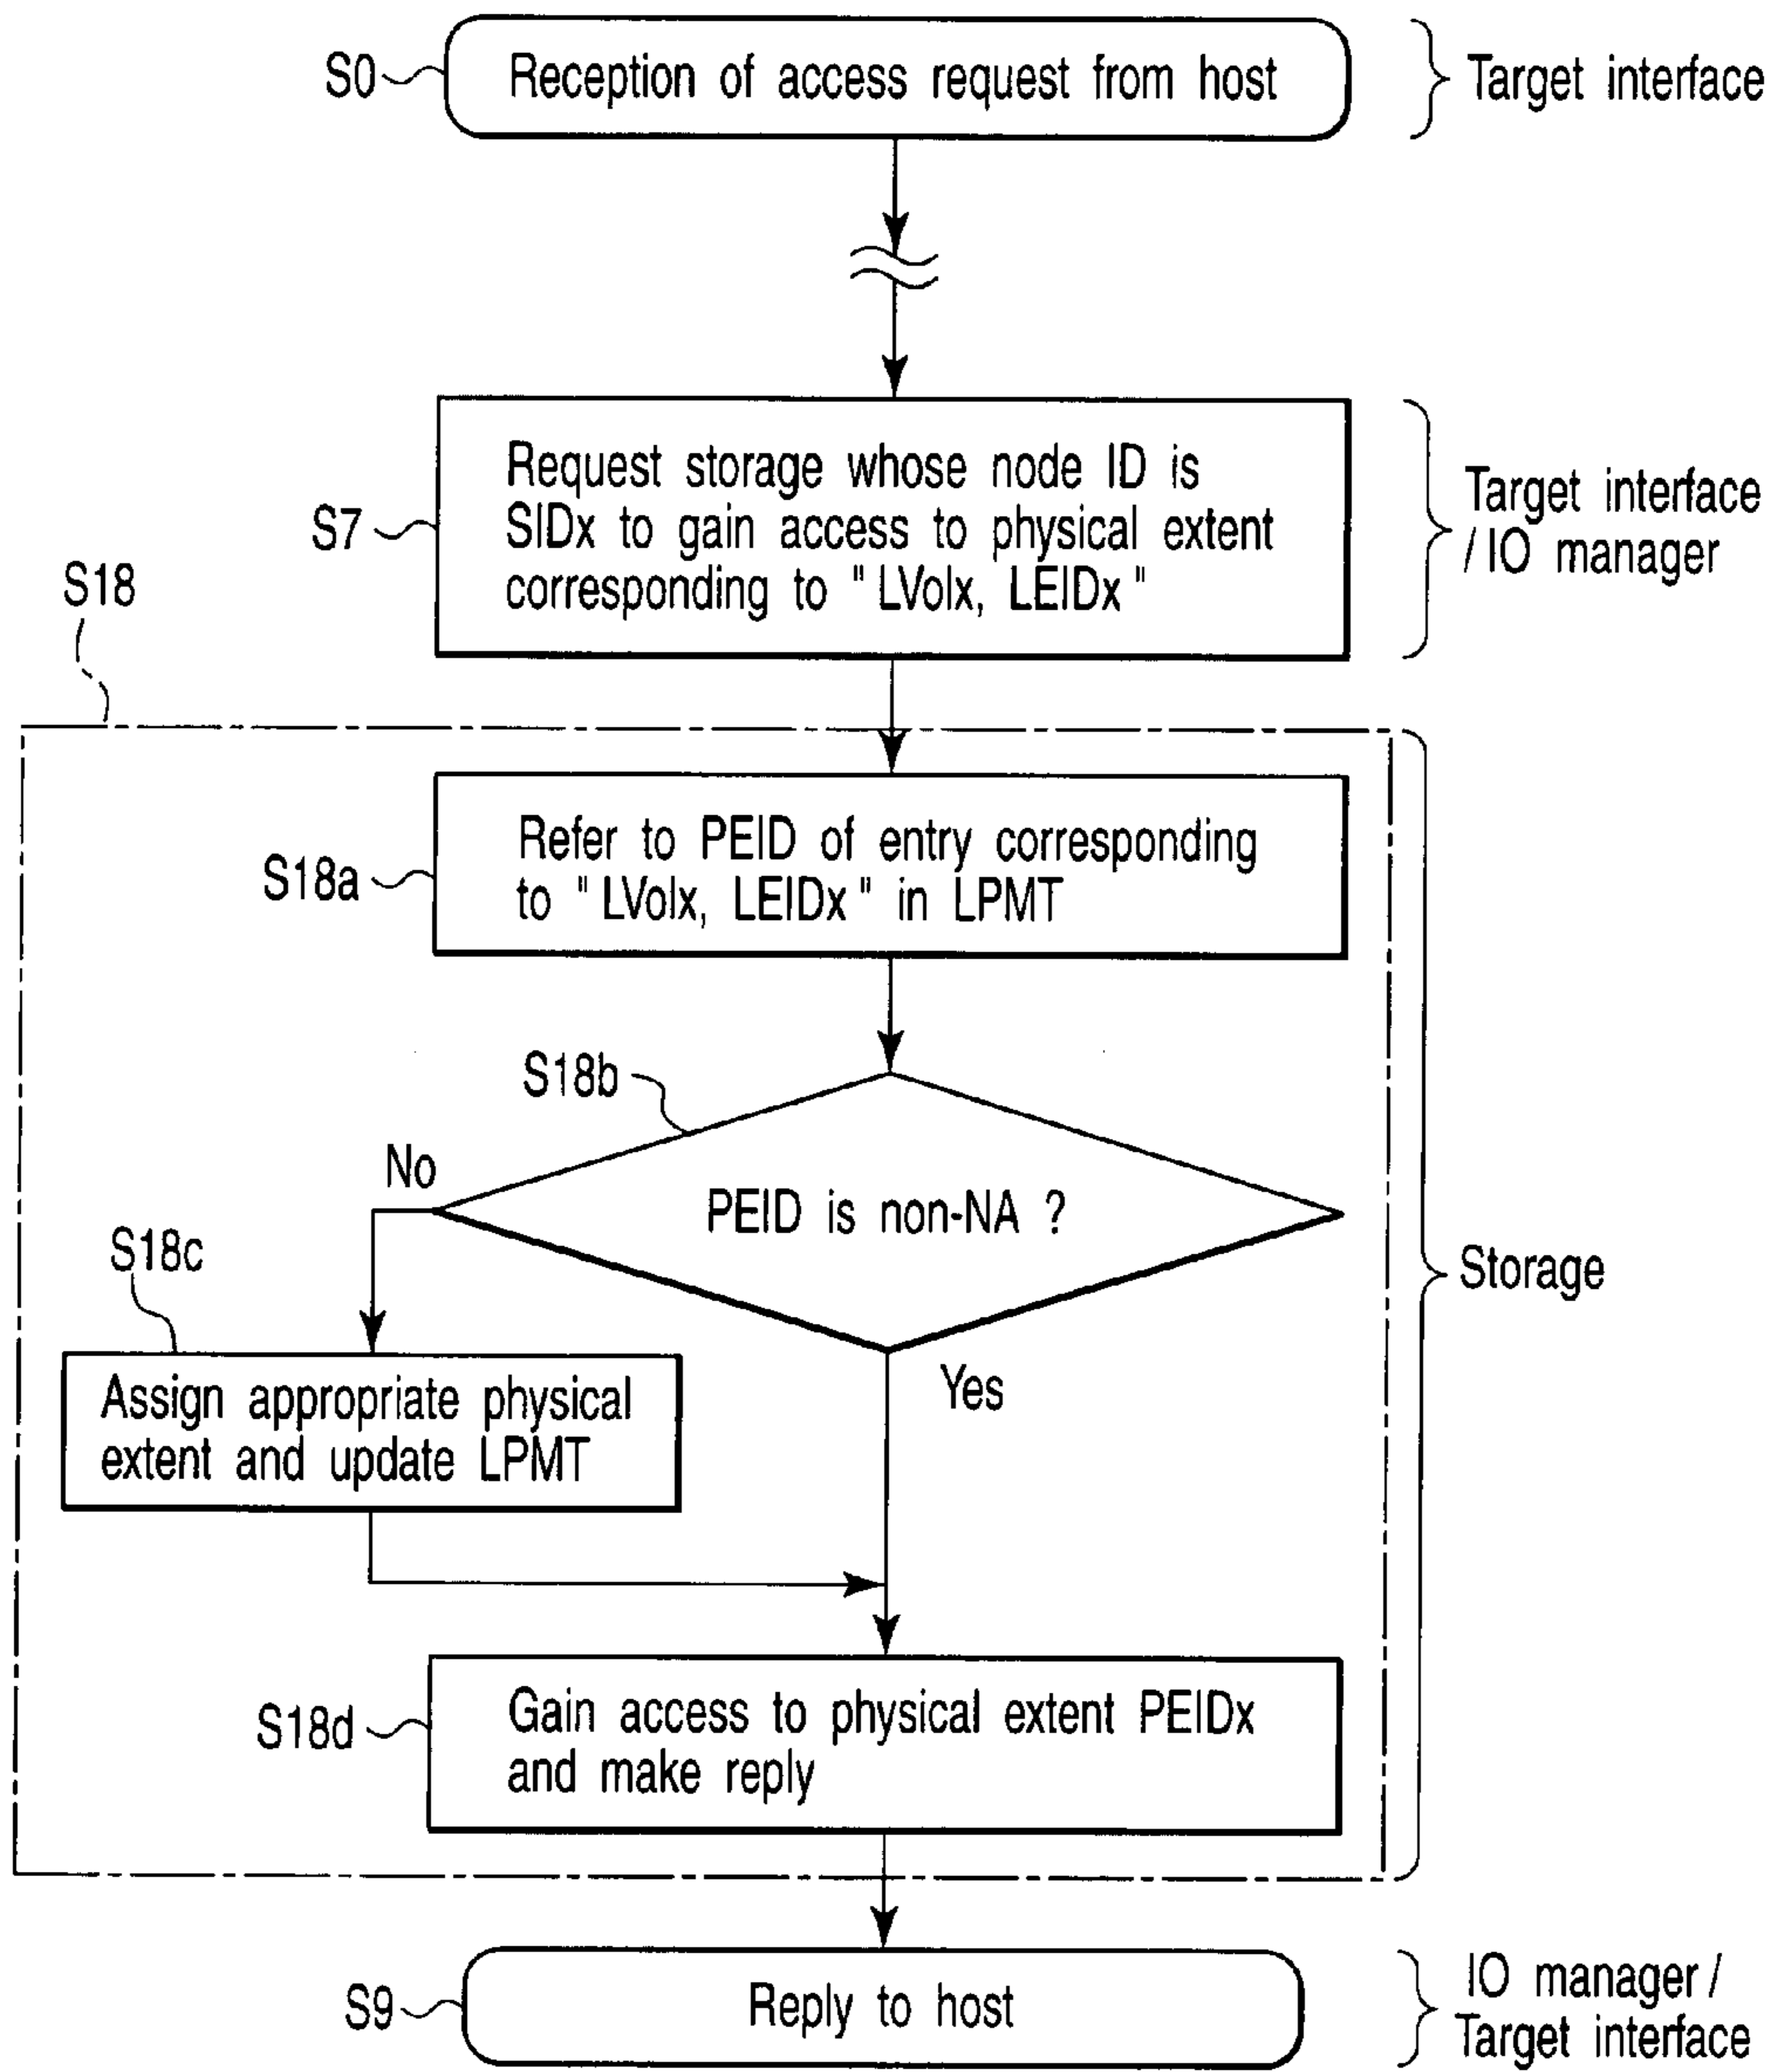 S0
Reception of access request from host
Target interface
S7
Request storage whose node ID is
SIDx to gain access to physical extent
corresponding to "LVolx, LEIDx"
Target interface
/ IO manager
S18
S18a
Refer to PEID of entry corresponding
to "LVolx, LEIDx" in LPMT
S18b
No
PEID is non-NA ?
Yes
S18c
Assign appropriate physical
extent and update LPMT
Storage
S18d
Gain access to physical extent PEIDx
and make reply
S9
Reply to host
IO manager /
Target interface